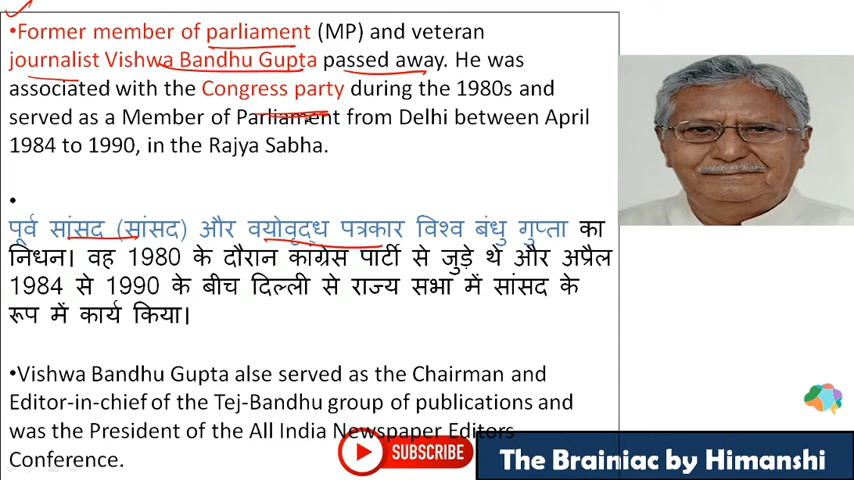 •Former member of parliament (MP) and veteran
journalist Vishwa Bandhu Gupta passed away. He was
associated with the Congress party during the 1980s and
served as a Member of Parliament from Delhi between April
1984 to 1990, in the Rajya Sabha.
•
पूर्व सांसद (सांसद) और वयोवृद्ध पत्रकार विश्व बंधु गुप्ता का
निधन। वह 1980 के दौरान कांग्रेस पार्टी से जुड़े थे और अप्रैल
1984 से 1990 के बीच दिल्ली से राज्य सभा में सांसद के
रूप में कार्य किया।
•Vishwa Bandhu Gupta alse served as the Chairman and
Editor-in-chief of the Tej-Bandhu group of publications and
was the President of the All India Newspaper Editors
Conference.
SUBSCRIBE
The Brainiac by Himanshi